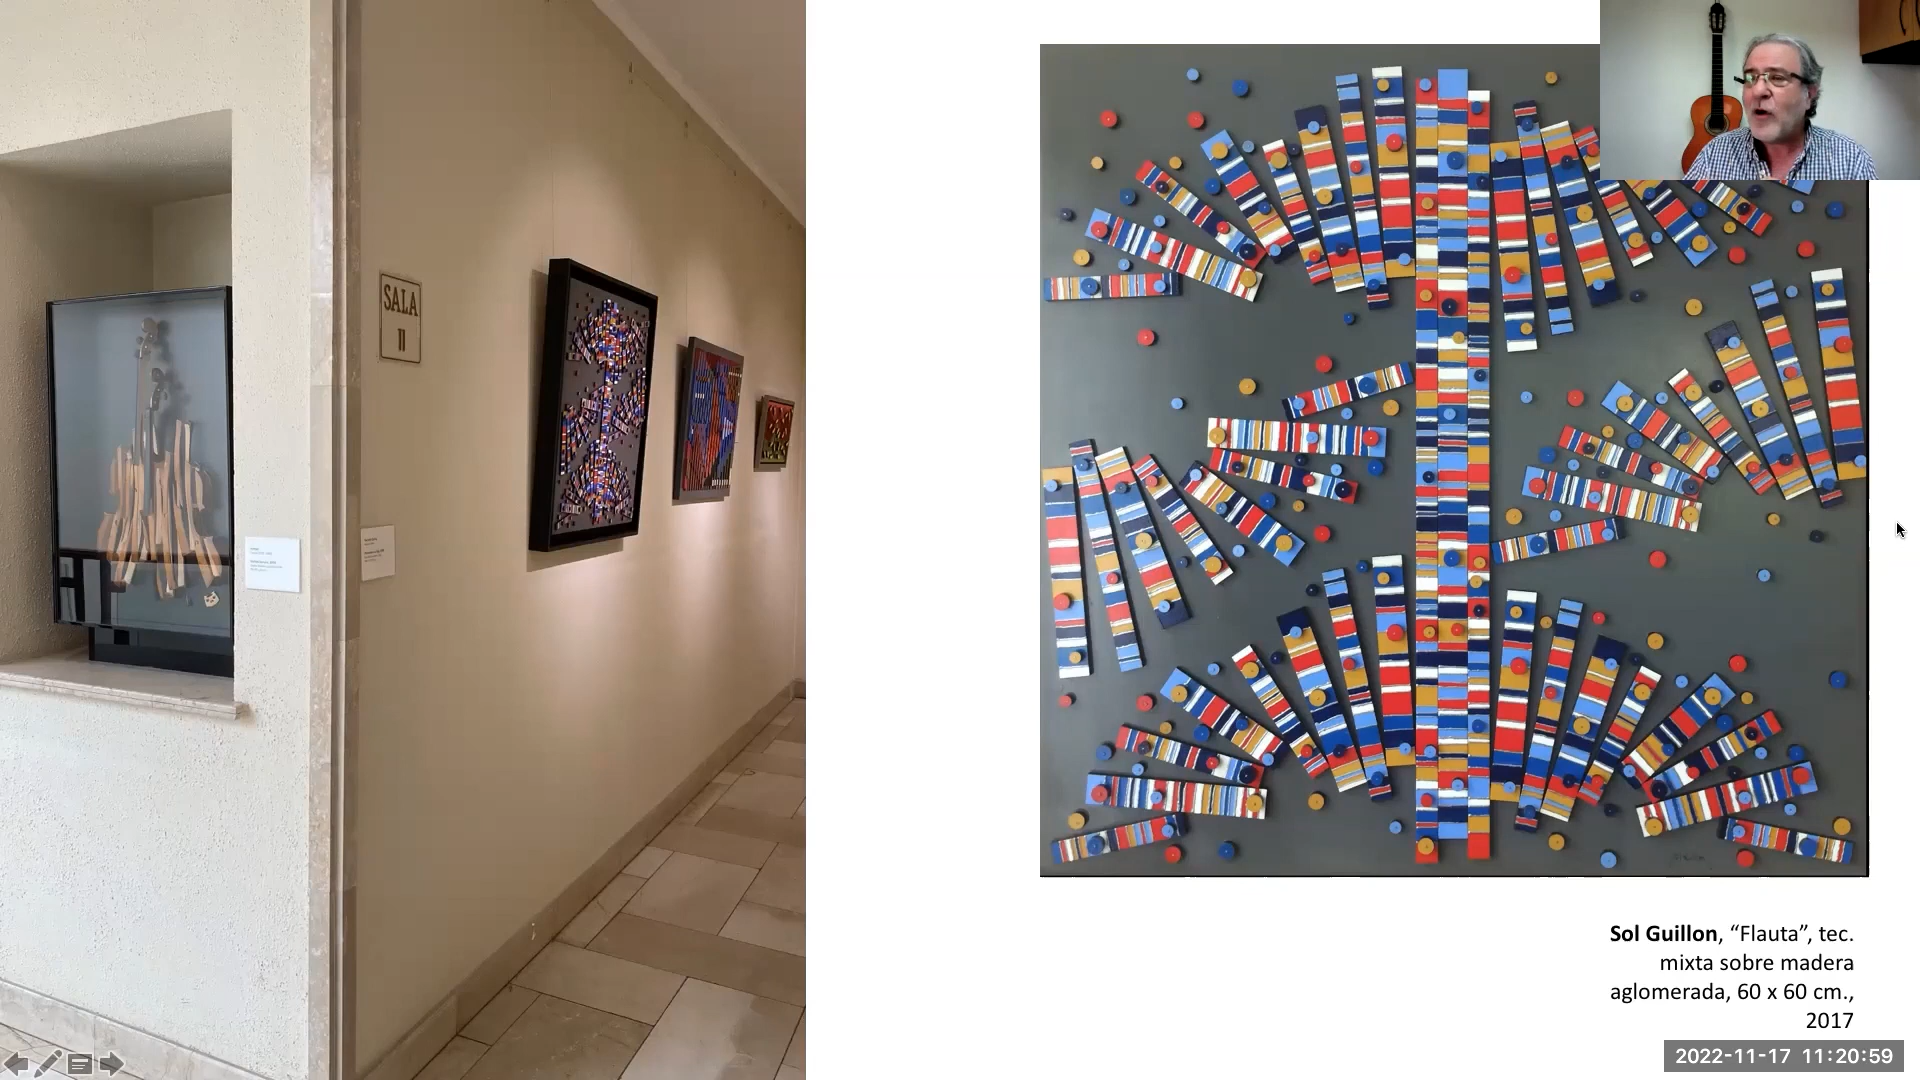 SALA
II
Sol Guillon, “Flauta”, tec.
mixta sobre madera
aglomerada, 60 x 60 cm.,
2017
2022-11-17 11:20:59